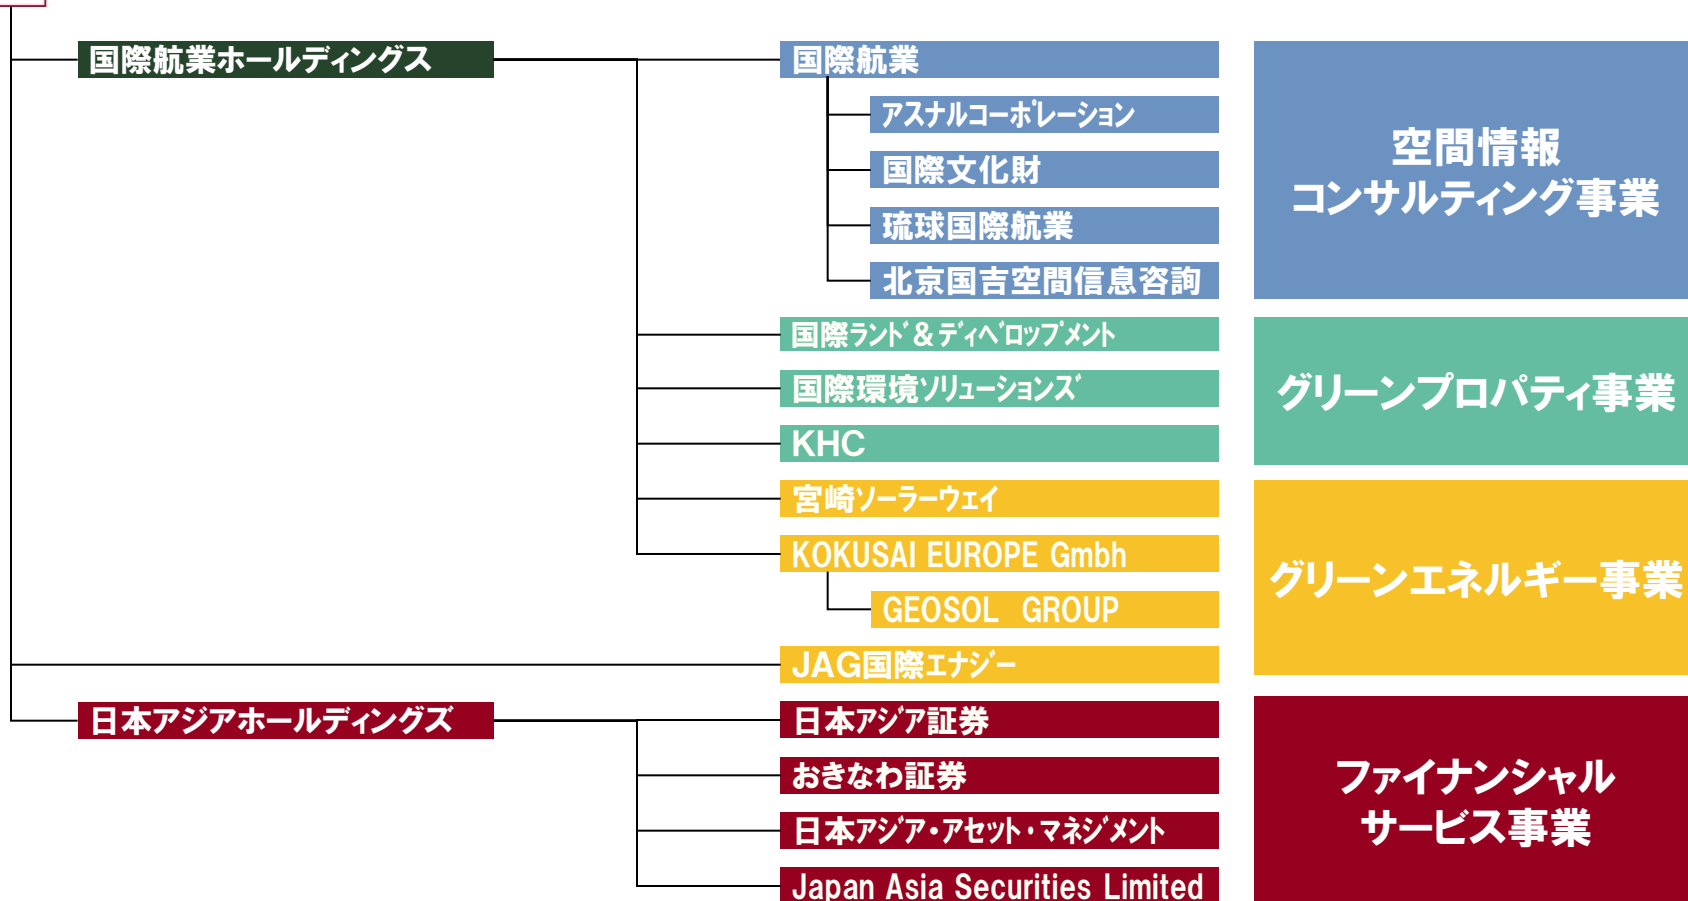 国際航業ホールディングス
国際航業
アスナルコーポレーション
国際文化財
琉球国際航業
北京国吉空間信息咨詢
空間情報
コンサルティング事業
国際ランド&ディベロップメント
国際環境ソリューションズ
KHC
グリーンプロパティ事業
宮崎ソーラーウェイ
KOKUSAI EUROPE Gmbh
GEOSOL GROUP
JAG国際エナジー
グリーンエネルギー事業
日本アジアホールディングズ
日本アジア証券
おきなわ証券
日本アジア・アセット・マネジメント
Japan Asia Securities Limited
ファイナンシャル
サービス事業